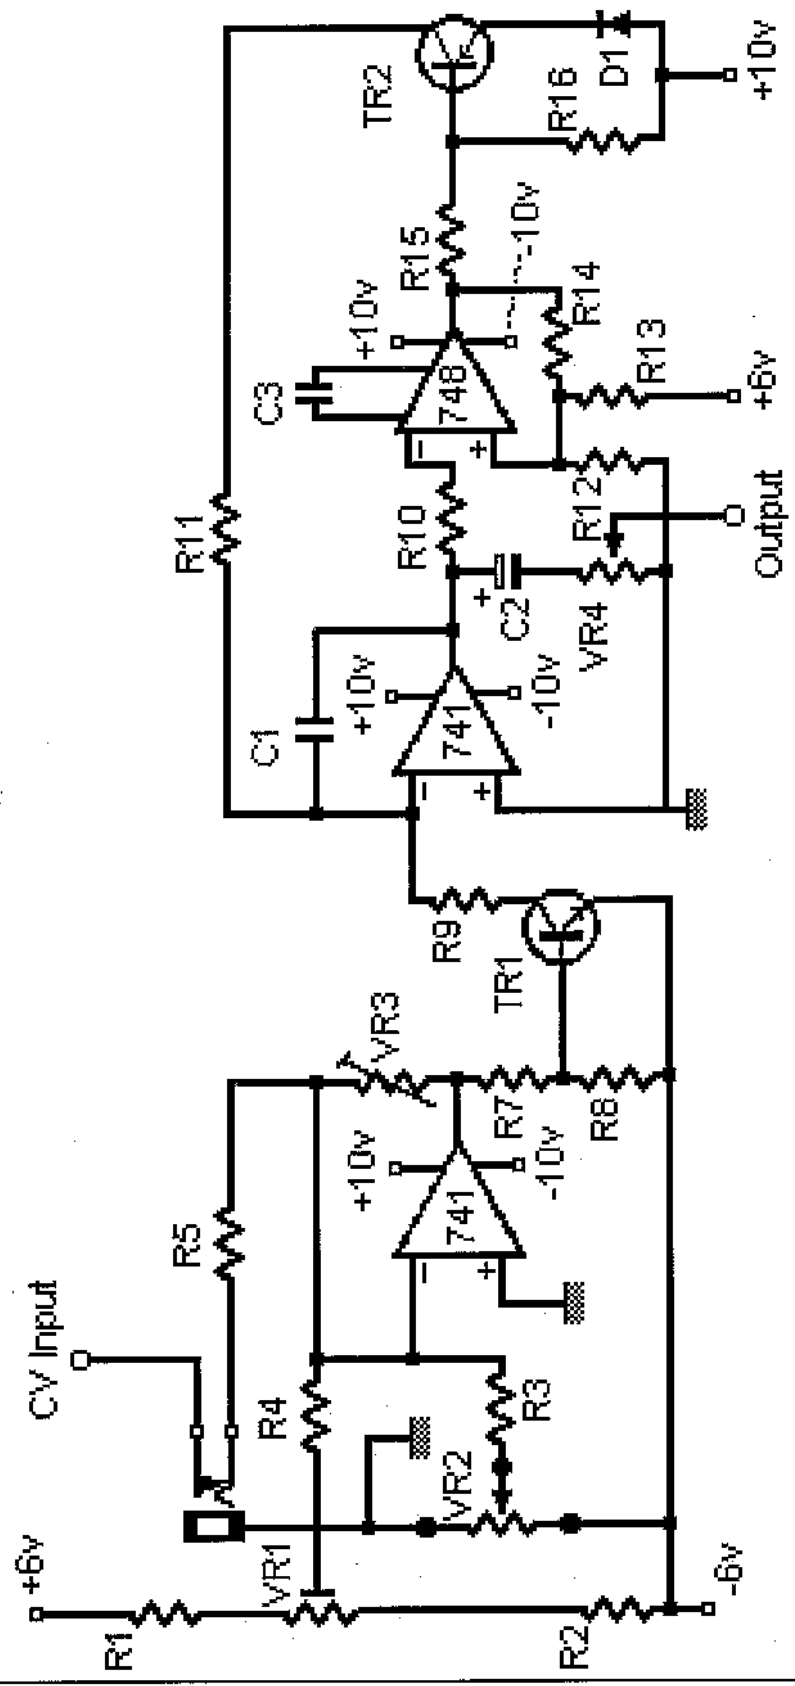 +6v
R1
VR1
R2
-6v
CV Input
R4
VR2
R3
R5
-
+
741
+10v
-10v
VR3
R7
R8
R9
TR1
C1
-
+
741
+10v
-10v
R11
+
C2
VR4
Output
R10
R12
-
+
748
C3
+10v
-10v
R13
+6v
R14
R15
TR2
R16
D1
+10v